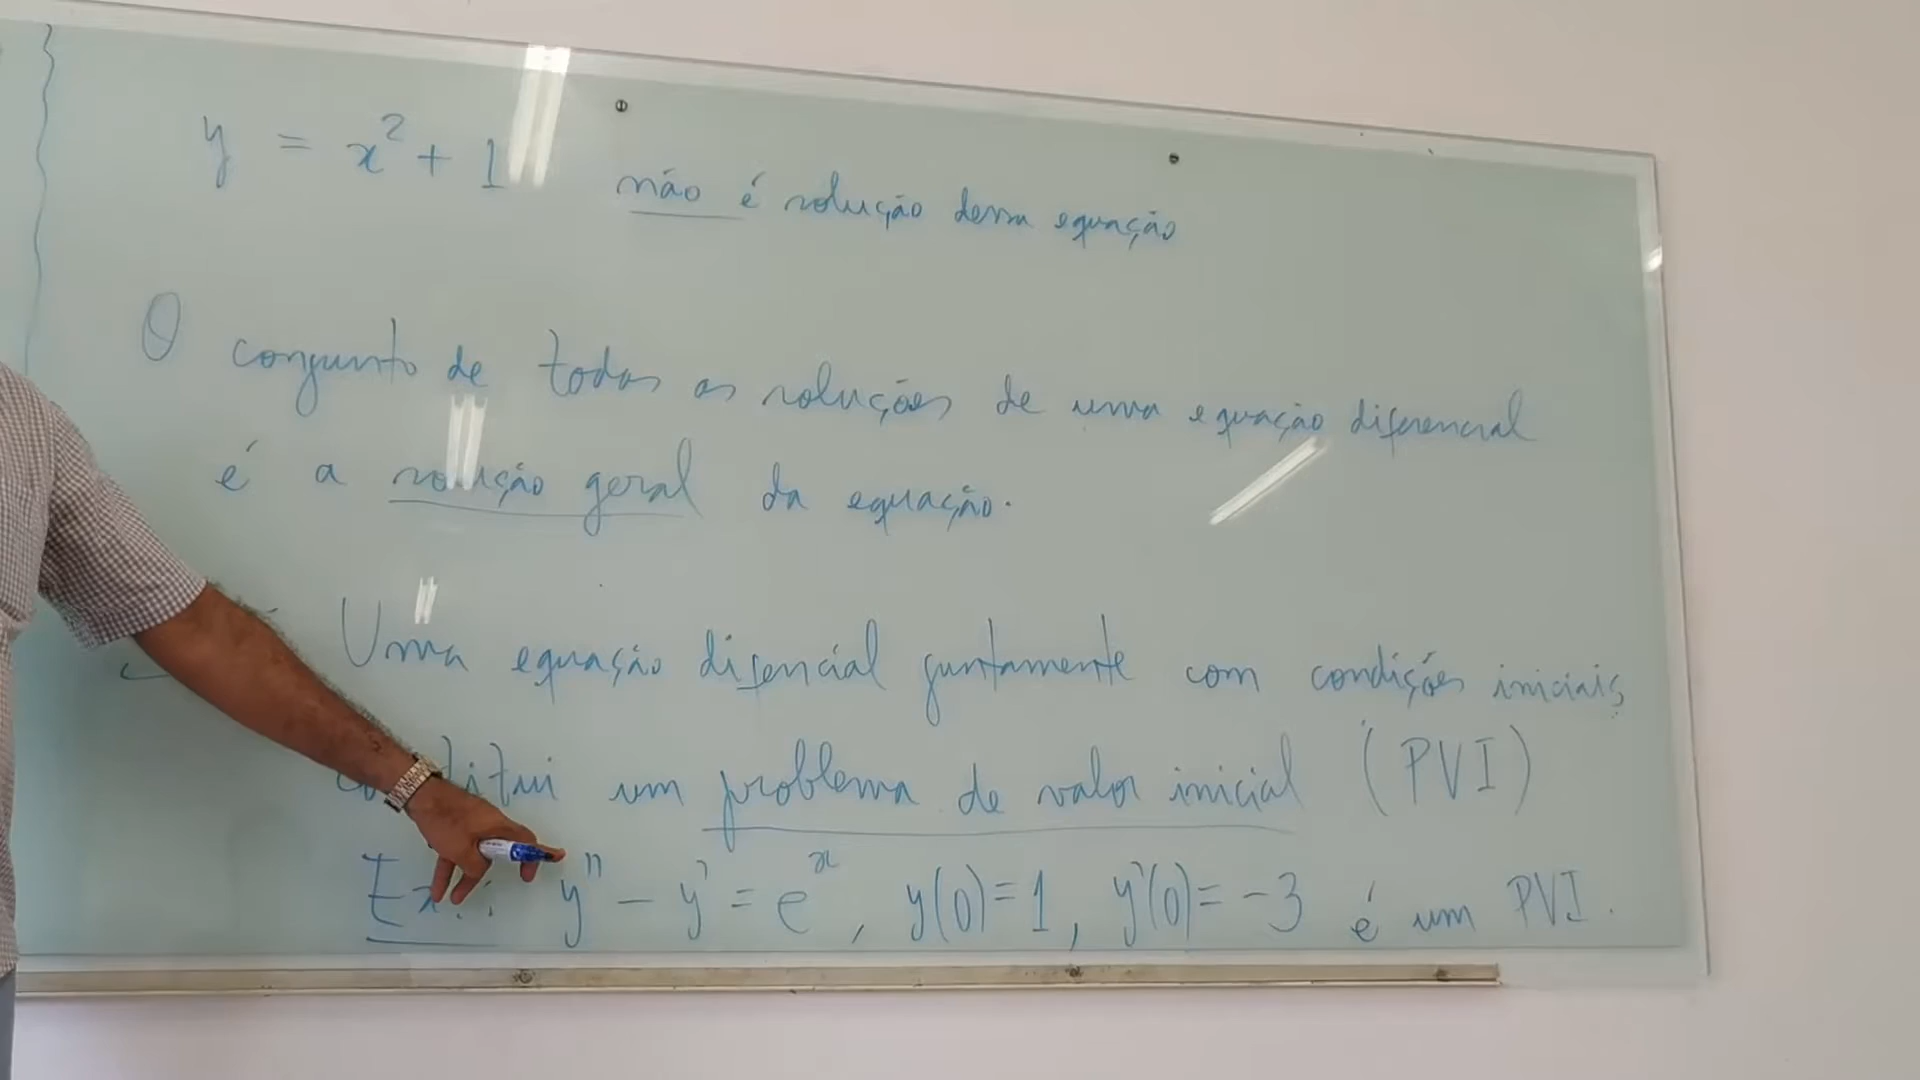 y = x² + 1 não é solução dessa equação
O conjunto de todas as soluções de uma equação diferencial
é a solução geral da equação.
Uma equação difencial juntamente com condições iniciais
um problema de valor inicial (PVI)
Ex.: y'' - y' = e^x, y(0)=1, y'(0)= -3 é um PVI.